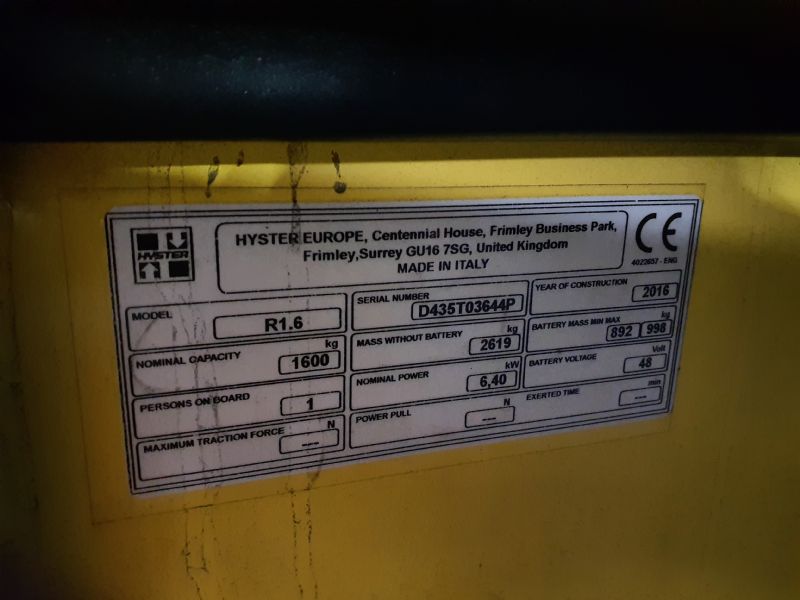 HYSTER
HYSTER EUROPE, Centennial House, Frimley Business Park,
Frimley,Surrey GU16 7SG, United Kingdom
MADE IN ITALY
CE
4022657 - ENG
MODEL R1.6
SERIAL NUMBER D435T03644P
YEAR OF CONSTRUCTION 2016
NOMINAL CAPACITY kg 1600
MASS WITHOUT BATTERY kg 2619
BATTERY MASS MIN MAX kg 892 998
PERSONS ON BOARD 1
NOMINAL POWER kW 6,40
BATTERY VOLTAGE Volt 48
MAXIMUM TRACTION FORCE N ---
POWER PULL N ---
EXERTED TIME min ---